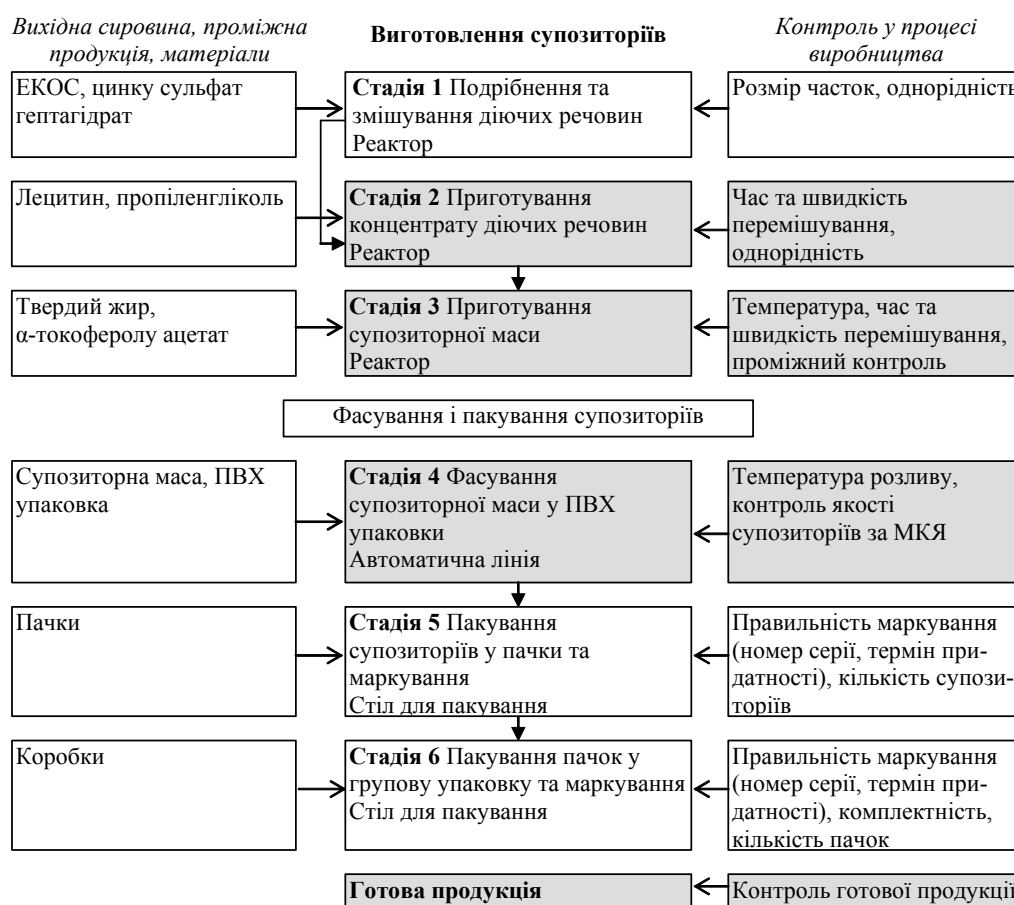 Вихідна сировина, проміжна
продукція, матеріали
Виготовлення супозиторіїв
Контроль у процесі
виробництва
ЕКОС, цинку сульфат
гептагідрат
Стадія 1 Подрібнення та
змішування діючих речовин
Реактор
Розмір часток, однорідність
Лецитин, пропіленгліколь
Стадія 2 Приготування
концентрату діючих речовин
Реактор
Час та швидкість
перемішування,
однорідність
Твердий жир,
α-токоферолу ацетат
Стадія 3 Приготування
супозиторної маси
Реактор
Температура, час та
швидкість перемішування,
проміжний контроль
Фасування і пакування супозиторіїв
Супозиторна маса, ПВХ
упаковка
Стадія 4 Фасування
супозиторної маси у ПВХ
упаковки
Автоматична лінія
Температура розливу,
контроль якості
супозиторіїв за МКЯ
Пачки
Стадія 5 Пакування
супозиторіїв у пачки та
маркування
Стіл для пакування
Правильність маркування
(номер серії, термін при-
датності), кількість супози-
торіїв
Коробки
Стадія 6 Пакування пачок у
групову упаковку та маркування
Стіл для пакування
Правильність маркування
(номер серії, термін при-
датності), комплектність,
кількість пачок
Готова продукція
Контроль готової продукції